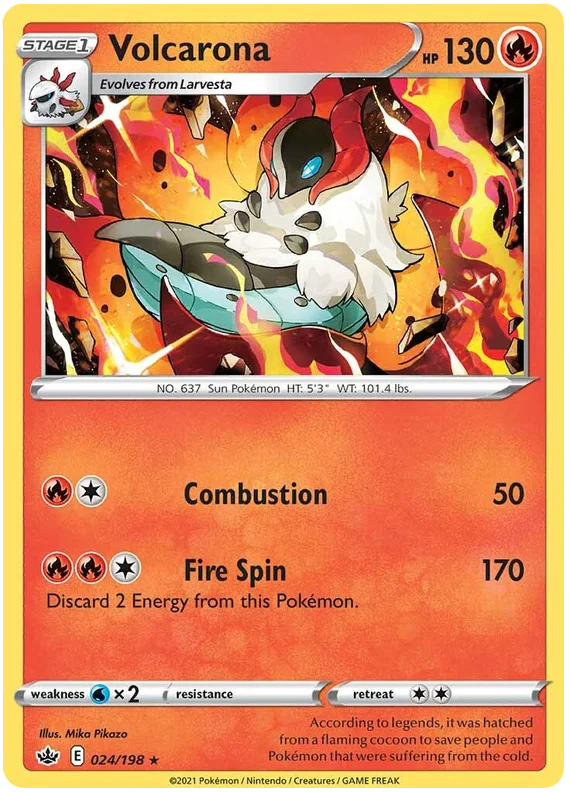 STAGE1
Volcarona
HP 130
Evolves from Larvesta
NO. 637 Sun Pokémon HT: 5'3" WT: 101.4 lbs.
Combustion 50
Fire Spin 170
Discard 2 Energy from this Pokémon.
weakness ×2 resistance retreat
Illus. Mika Pikazo
According to legends, it was hatched
from a flaming cocoon to save people and
Pokémon that were suffering from the cold.
E 024/198 ★
©2021 Pokémon / Nintendo / Creatures / GAME FREAK